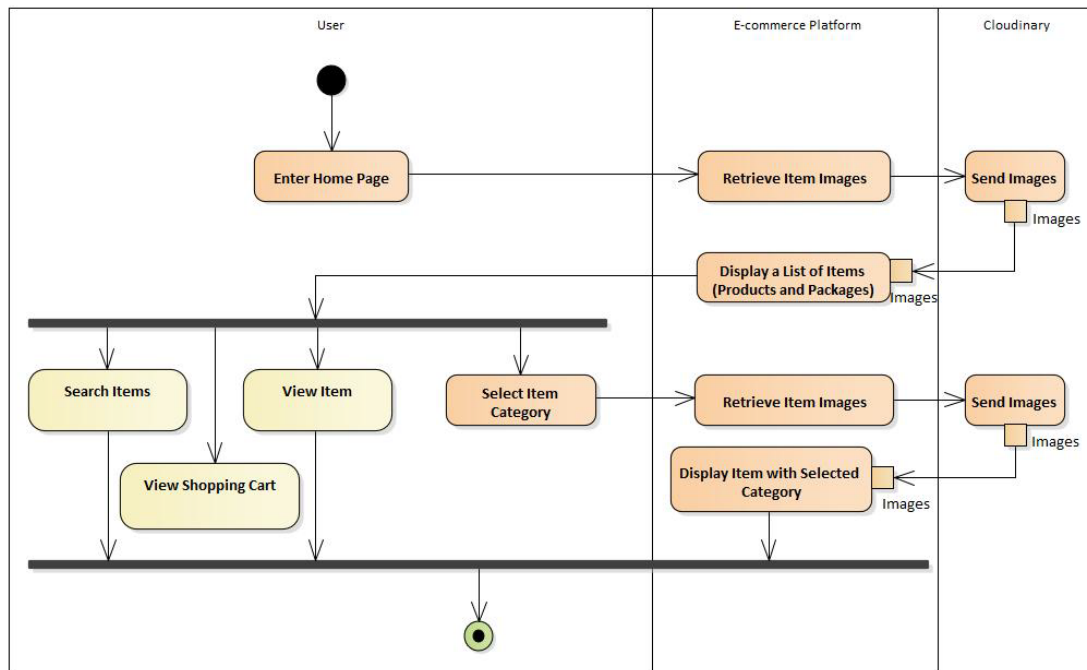 User
E-commerce Platform
Cloudinary
Enter Home Page
Retrieve Item Images
Send Images
Images
Display a List of Items
(Products and Packages)
Images
Search Items
View Item
Select Item
Category
Retrieve Item Images
Send Images
Images
View Shopping Cart
Display Item with Selected
Category
Images